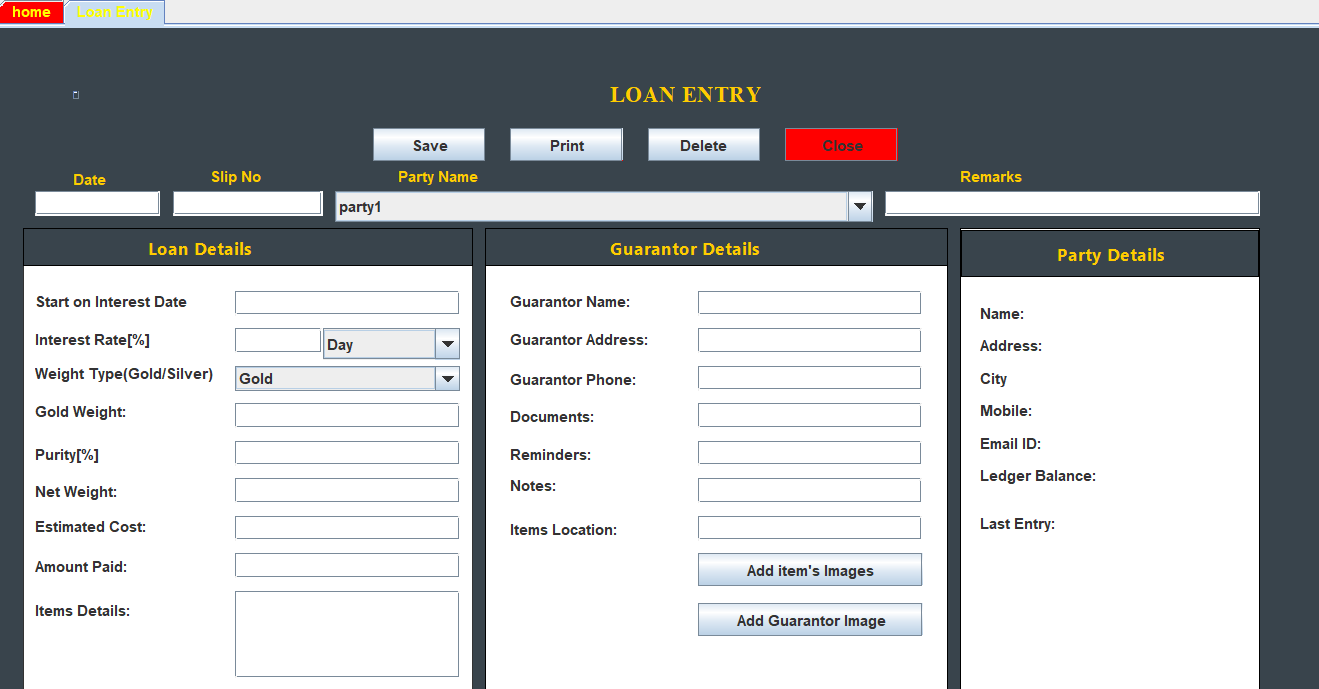 home Loan Entry
LOAN ENTRY
Save Print Delete Close
Date Slip No Party Name Remarks
party1
Loan Details
Start on Interest Date
Interest Rate[%] Day
Weight Type(Gold/Silver) Gold
Gold Weight:
Purity[%]
Net Weight:
Estimated Cost:
Amount Paid:
Items Details:
Guarantor Details
Guarantor Name:
Guarantor Address:
Guarantor Phone:
Documents:
Reminders:
Notes:
Items Location:
Add item's Images
Add Guarantor Image
Party Details
Name:
Address:
City
Mobile:
Email ID:
Ledger Balance:
Last Entry: